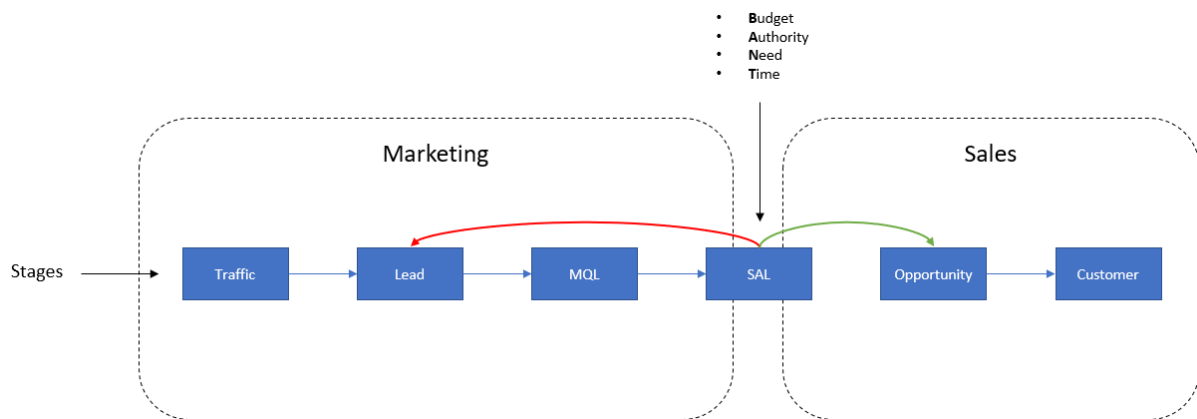 • Budget
• Authority
• Need
• Time
Marketing
Sales
Stages
Traffic
Lead
MQL
SAL
Opportunity
Customer